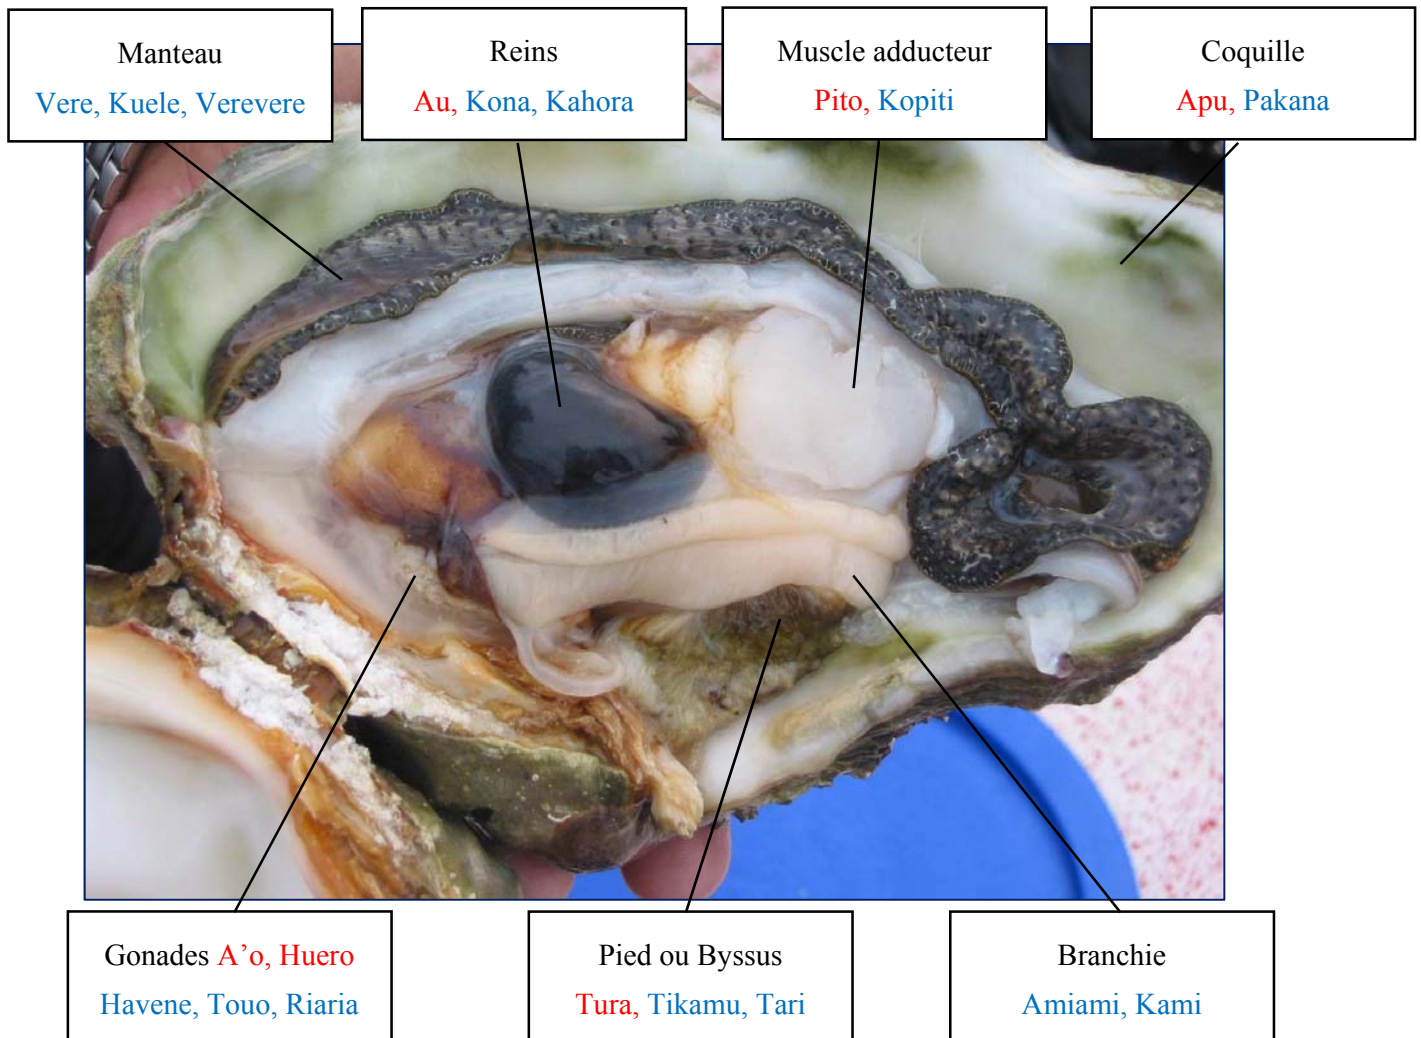 Manteau
Vere, Kuele, Verevere
Reins
Au, Kona, Kahora
Muscle adducteur
Pito, Kopiti
Coquille
Apu, Pakana
Gonades A’o, Huero
Havene, Touo, Riaria
Pied ou Byssus
Tura, Tikamu, Tari
Branchie
Amiami, Kami